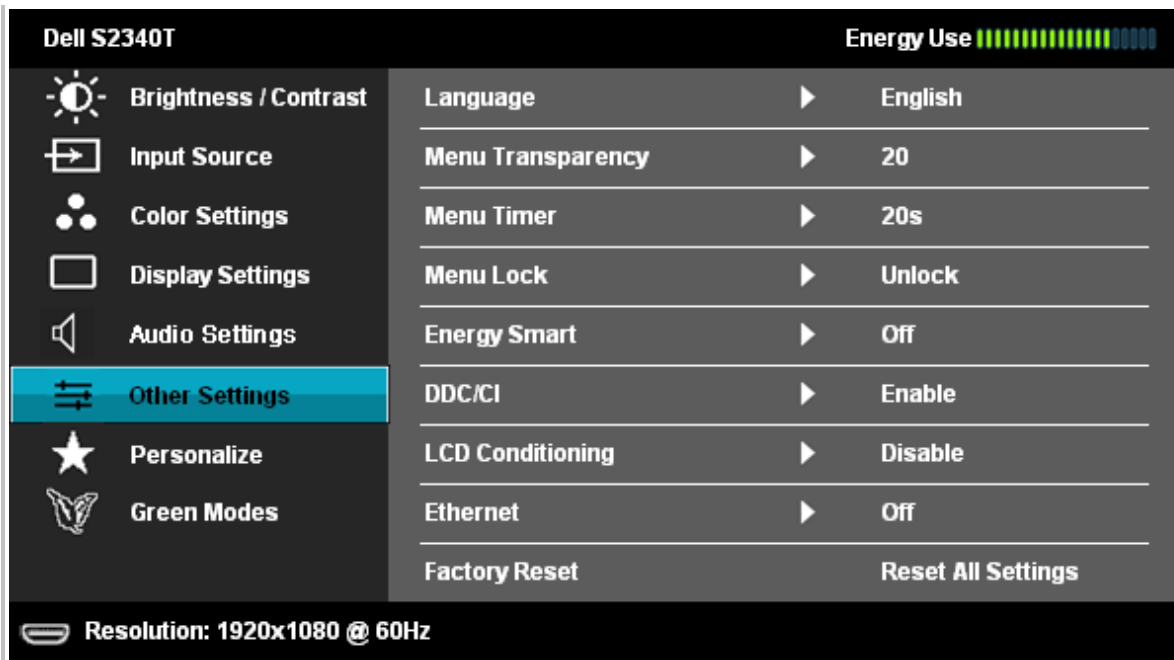 Dell S2340T Energy Use
Brightness / Contrast Language English
Input Source Menu Transparency 20
Color Settings Menu Timer 20s
Display Settings Menu Lock Unlock
Audio Settings Energy Smart Off
Other Settings DDC/CI Enable
Personalize LCD Conditioning Disable
Green Modes Ethernet Off
Factory Reset Reset All Settings
Resolution: 1920x1080 @ 60Hz